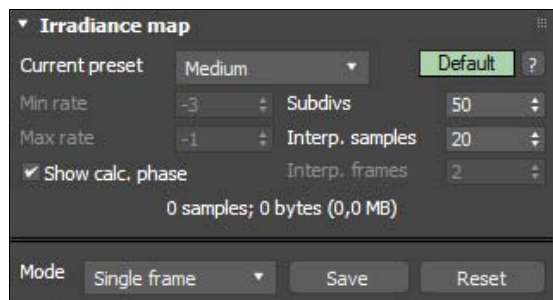 Irradiance map
Current preset Medium Default ?
Min rate -3 Subdivs 50
Max rate -1 Interp. samples 20
Show calc. phase Interp. frames 2
0 samples; 0 bytes (0,0 MB)
Mode Single frame Save Reset